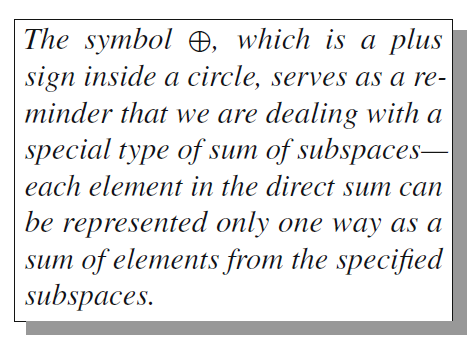 The symbol ⊕, which is a plus
sign inside a circle, serves as a re-
minder that we are dealing with a
special type of sum of subspaces—
each element in the direct sum can
be represented only one way as a
sum of elements from the specified
subspaces.